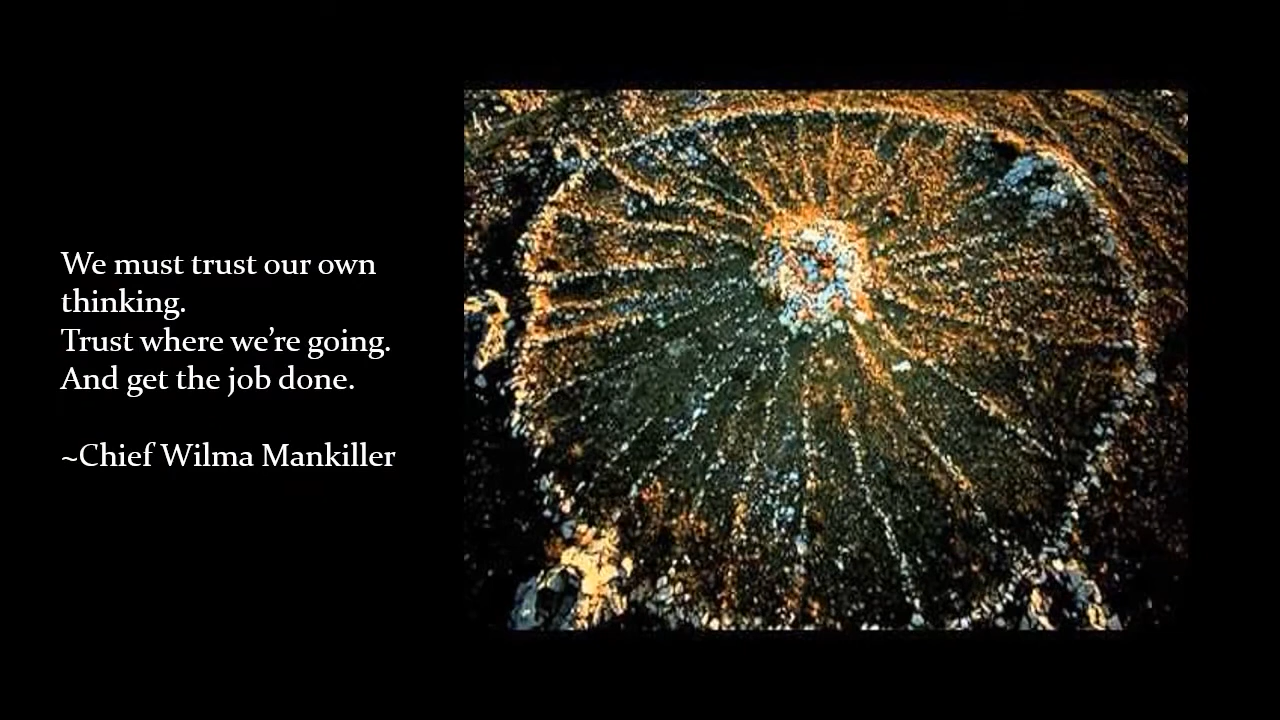 We must trust our own
thinking.
Trust where we’re going.
And get the job done.
~Chief Wilma Mankiller